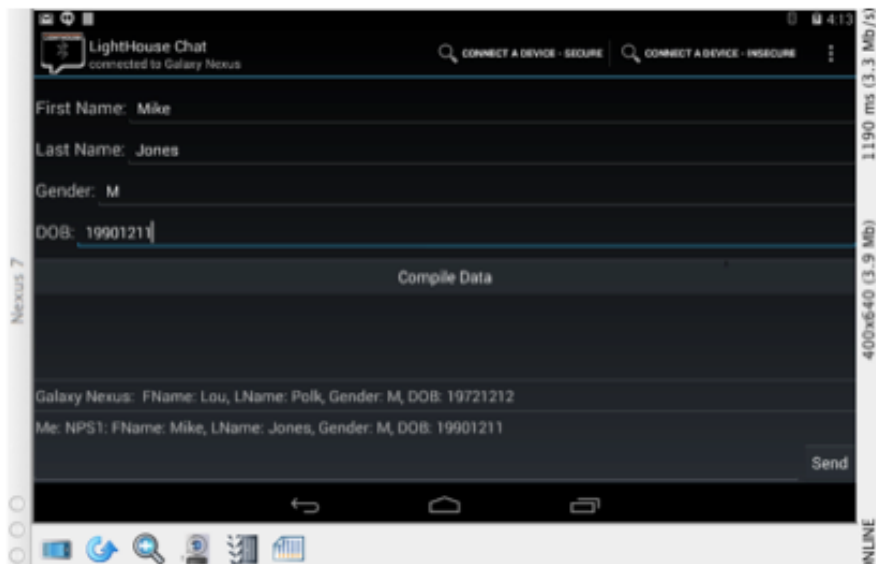 4:13
LightHouse Chat
connected to Galaxy Nexus
CONNECT A DEVICE - SECURE
CONNECT A DEVICE - INSECURE
First Name: Mike
Last Name: Jones
Gender: M
DOB: 19901211
Compile Data
Galaxy Nexus: FName: Lou, LName: Polk, Gender: M, DOB: 19721212
Me: NPS1: FName: Mike, LName: Jones, Gender: M, DOB: 19901211
Send
Nexus 7
1190 ms (3.3 Mb/s)
400x640 (3.9 Mb)
NLINE